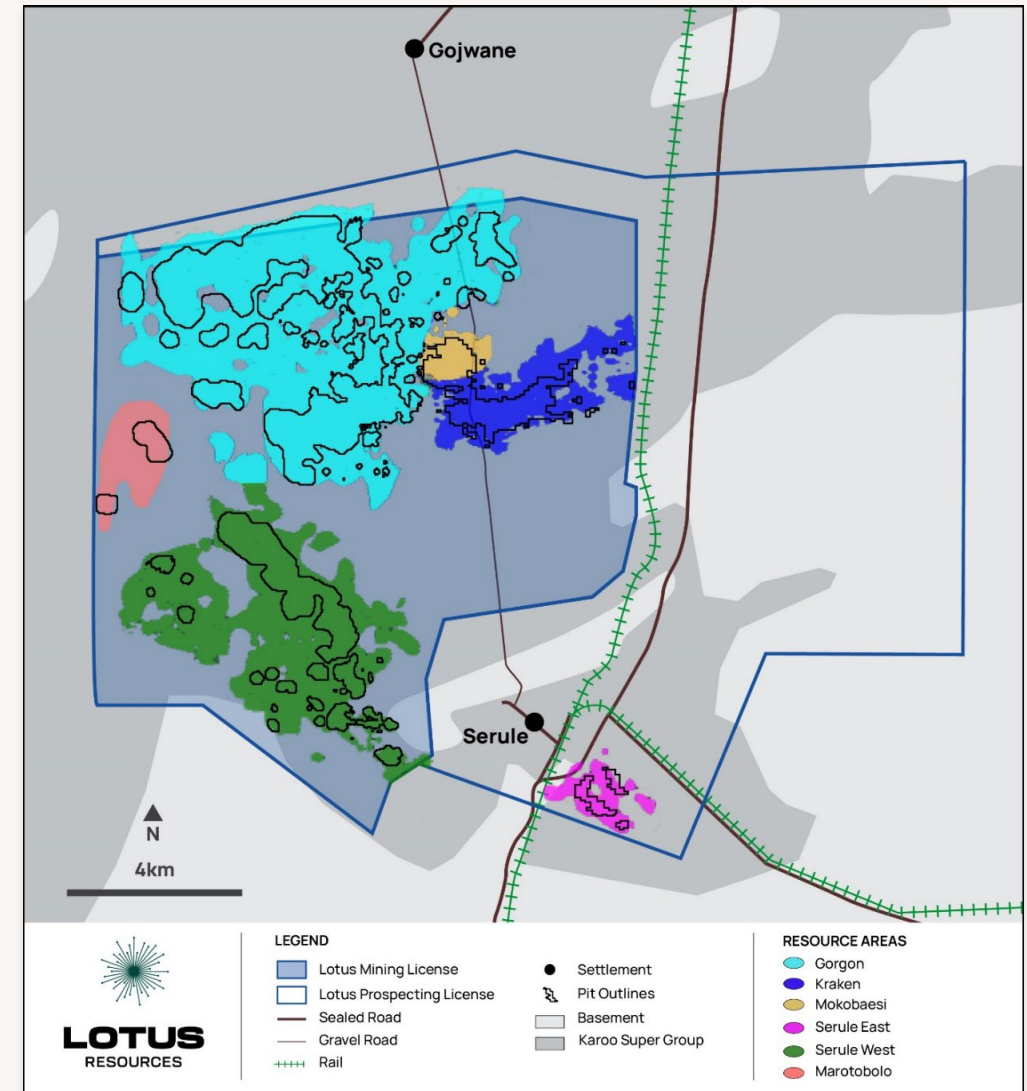 Gojwane
Serule
N
4km
LOTUS
RESOURCES
LEGEND
Lotus Mining License
Lotus Prospecting License
Sealed Road
Gravel Road
Rail
Settlement
Pit Outlines
Basement
Karoo Super Group
RESOURCE AREAS
Gorgon
Kraken
Mokobaesi
Serule East
Serule West
Marotobolo